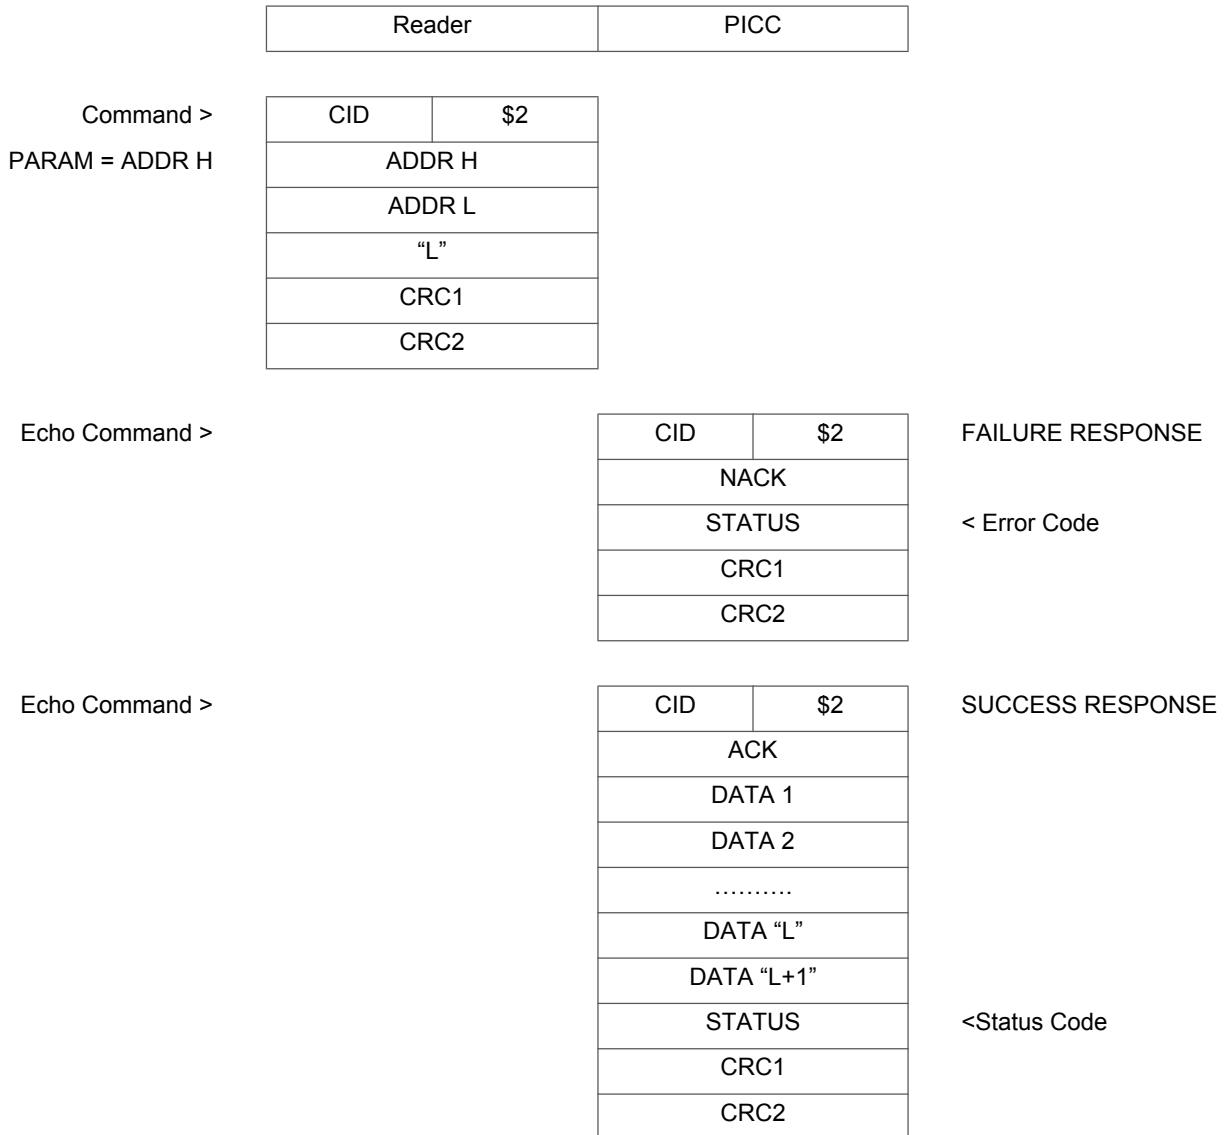 Reader PICC
Command > CID $2
PARAM = ADDR H ADDR H
ADDR L
“L”
CRC1
CRC2
Echo Command > CID $2 FAILURE RESPONSE
NACK
STATUS < Error Code
CRC1
CRC2
Echo Command > CID $2 SUCCESS RESPONSE
ACK
DATA 1
DATA 2
……….
DATA “L”
DATA “L+1”
STATUS <Status Code
CRC1
CRC2